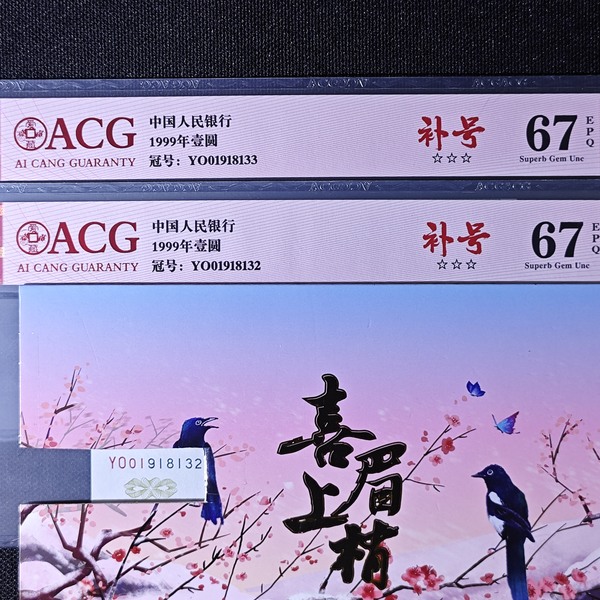 ACG
AI CANG GUARANTY
中国人民银行
1999年壹圆
冠号：YO01918133
补号
☆☆☆
67
EPQ
Superb Gem Unc
ACG
AI CANG GUARANTY
中国人民银行
1999年壹圆
冠号：YO01918132
补号
☆☆☆
67
EPQ
Superb Gem Unc
YO01918132
喜上眉梢